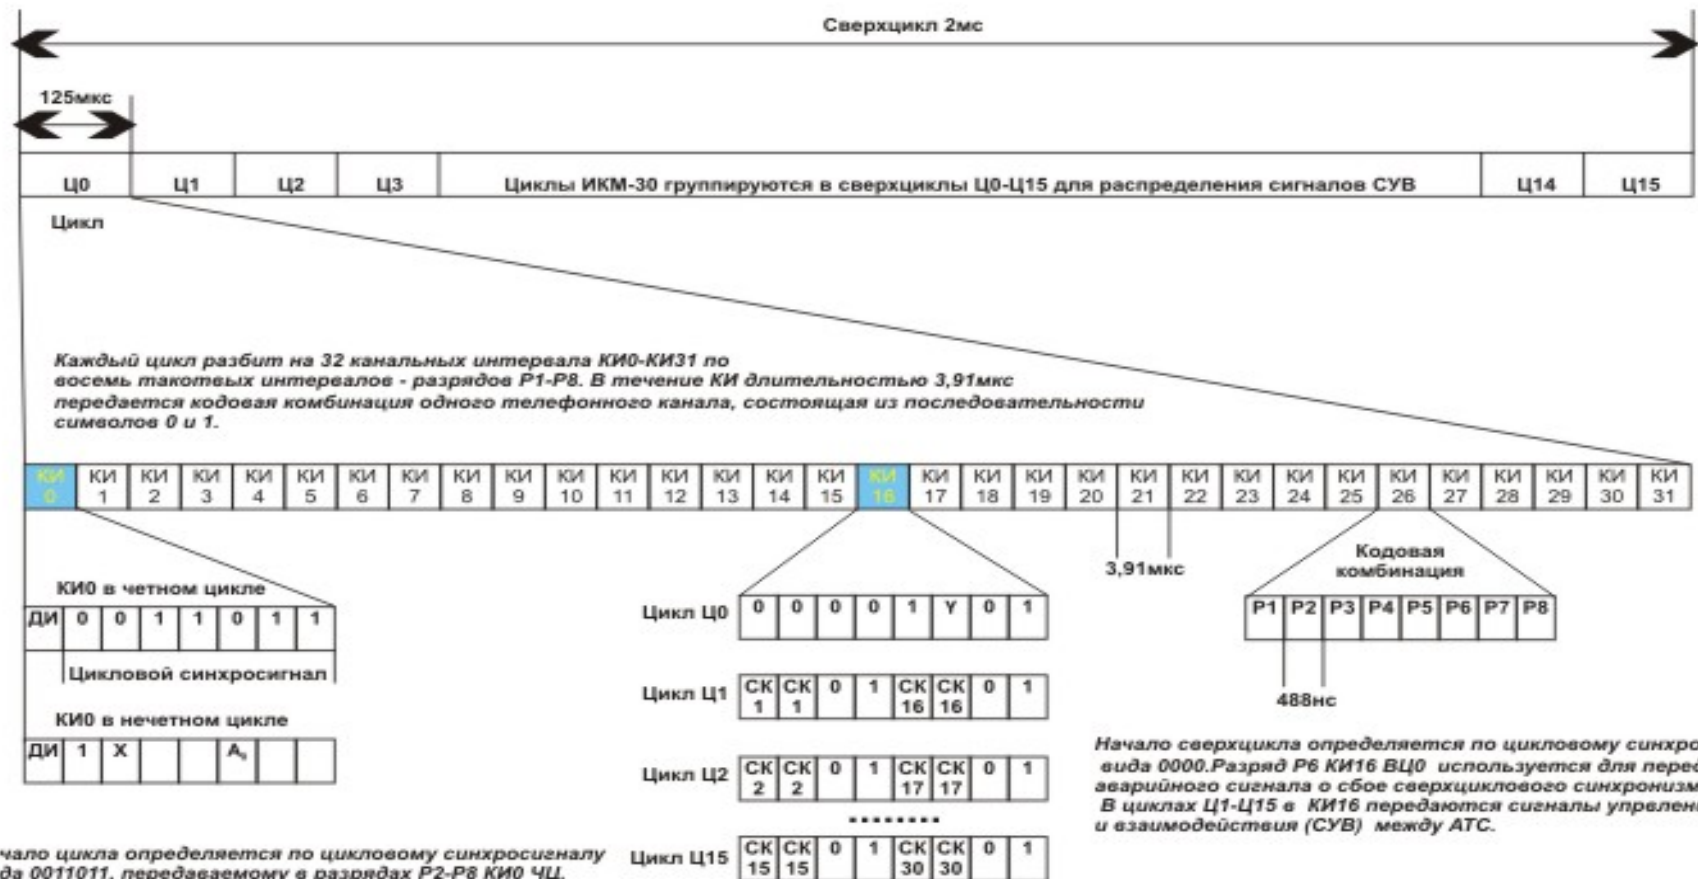 Сверхцикл 2мс
125мкс
Ц0 Ц1 Ц2 Ц3 Циклы ИКМ-30 группируются в сверхциклы Ц0-Ц15 для распределения сигналов СУВ Ц14 Ц15
Цикл
Каждый цикл разбит на 32 канальных интервала КИ0-КИ31 по
восемь такотвых интервалов - разрядов Р1-Р8. В течение КИ длительностью 3,91мкс
передается кодовая комбинация одного телефонного канала, состоящая из последовательности
символов 0 и 1.
КИ 0 КИ 1 КИ 2 КИ 3 КИ 4 КИ 5 КИ 6 КИ 7 КИ 8 КИ 9 КИ 10 КИ 11 КИ 12 КИ 13 КИ 14 КИ 15 КИ 16 КИ 17 КИ 18 КИ 19 КИ 20 КИ 21 КИ 22 КИ 23 КИ 24 КИ 25 КИ 26 КИ 27 КИ 28 КИ 29 КИ 30 КИ 31
КИ0 в четном цикле
ДИ 0 0 1 1 0 1 1
Цикловой синхросигнал
КИ0 в нечетном цикле
ДИ 1 X A
Цикл Ц0 0 0 0 0 1 Y 0 1
Цикл Ц1 СК 1 СК 1 0 1 СК 16 СК 16 0 1
Цикл Ц2 СК 2 СК 2 0 1 СК 17 СК 17 0 1
........
Цикл Ц15 СК 15 СК 15 0 1 СК 30 СК 30 0 1
3,91мкс
Кодовая
комбинация
Р1 Р2 Р3 Р4 Р5 Р6 Р7 Р8
488нс
Начало сверхцикла определяется по цикловому синхро
вида 0000.Разряд Р6 КИ16 ВЦ0 используется для перед
аварийного сигнала о сбое сверхциклового синхронизм
В циклах Ц1-Ц15 в КИ16 передаются сигналы упрвлен
и взаимодействия (СУВ) между АТС.
чало цикла определяется по цикловому синхросигналу
да 0011011, передаваемому в разрядах Р2-Р8 КИ0 ЧЦ.